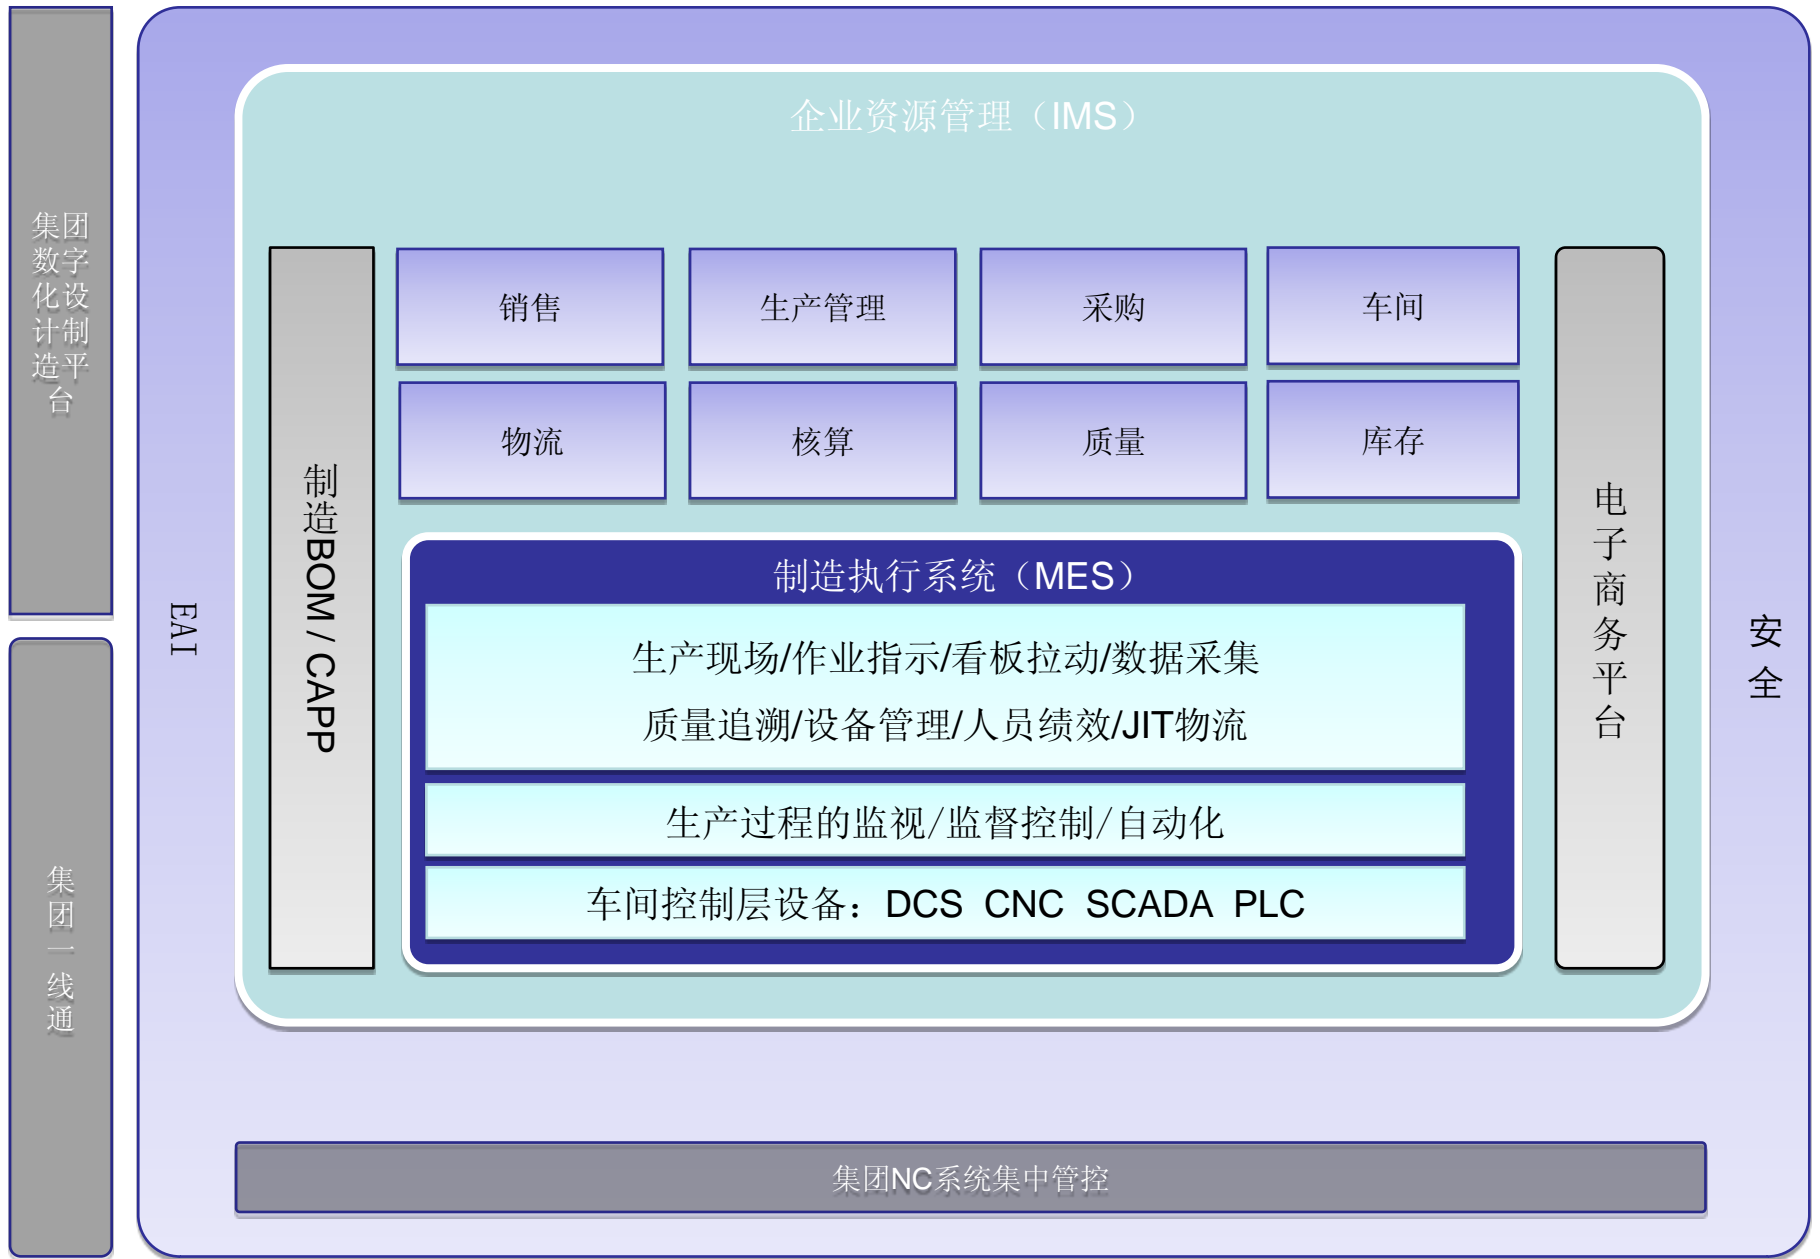 集团
数字
化设
计制
造平
台
集团一线通
EAI
企业资源管理（IMS）
制造BOM / CAPP
销售
生产管理
采购
车间
物流
核算
质量
库存
制造执行系统（MES）
生产现场/作业指示/看板拉动/数据采集
质量追溯/设备管理/人员绩效/JIT物流
生产过程的监视/监督控制/自动化
车间控制层设备：DCS CNC SCADA PLC
电子商务平台
安全
集团NC系统集中管控